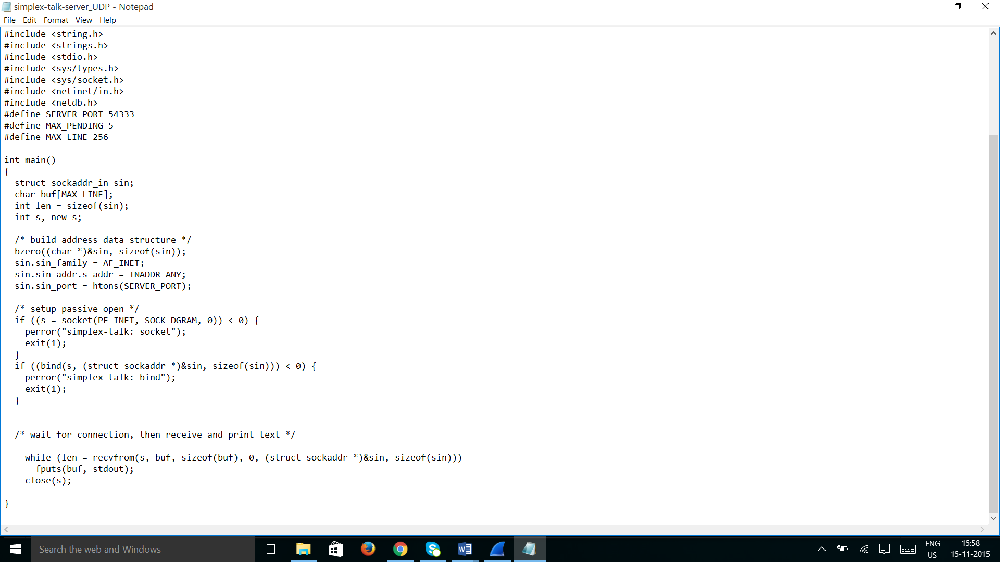 simplex-talk-server_UDP - Notepad
File Edit Format View Help
#include <string.h>
#include <strings.h>
#include <stdio.h>
#include <sys/types.h>
#include <sys/socket.h>
#include <netinet/in.h>
#include <netdb.h>
#define SERVER_PORT 54333
#define MAX_PENDING 5
#define MAX_LINE 256

int main()
{
  struct sockaddr_in sin;
  char buf[MAX_LINE];
  int len = sizeof(sin);
  int s, new_s;

  /* build address data structure */
  bzero((char *)&sin, sizeof(sin));
  sin.sin_family = AF_INET;
  sin.sin_addr.s_addr = INADDR_ANY;
  sin.sin_port = htons(SERVER_PORT);

  /* setup passive open */
  if ((s = socket(PF_INET, SOCK_DGRAM, 0)) < 0) {
    perror("simplex-talk: socket");
    exit(1);
  }
  if ((bind(s, (struct sockaddr *)&sin, sizeof(sin))) < 0) {
    perror("simplex-talk: bind");
    exit(1);
  }

  /* wait for connection, then receive and print text */

    while (len = recvfrom(s, buf, sizeof(buf), 0, (struct sockaddr *)&sin, sizeof(sin)))
      fputs(buf, stdout);
    close(s);

}
Search the web and Windows
ENG
US
15:58
15-11-2015